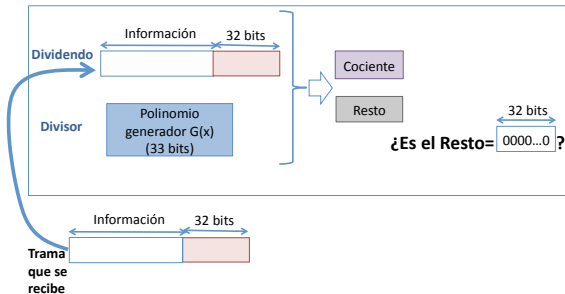 Información 32 bits
Dividendo
Cociente
Divisor
Polinomio
generador G(x)
(33 bits)
Resto
32 bits
¿Es el Resto= 0000...0 ?
Información 32 bits
Trama
que se
recibe